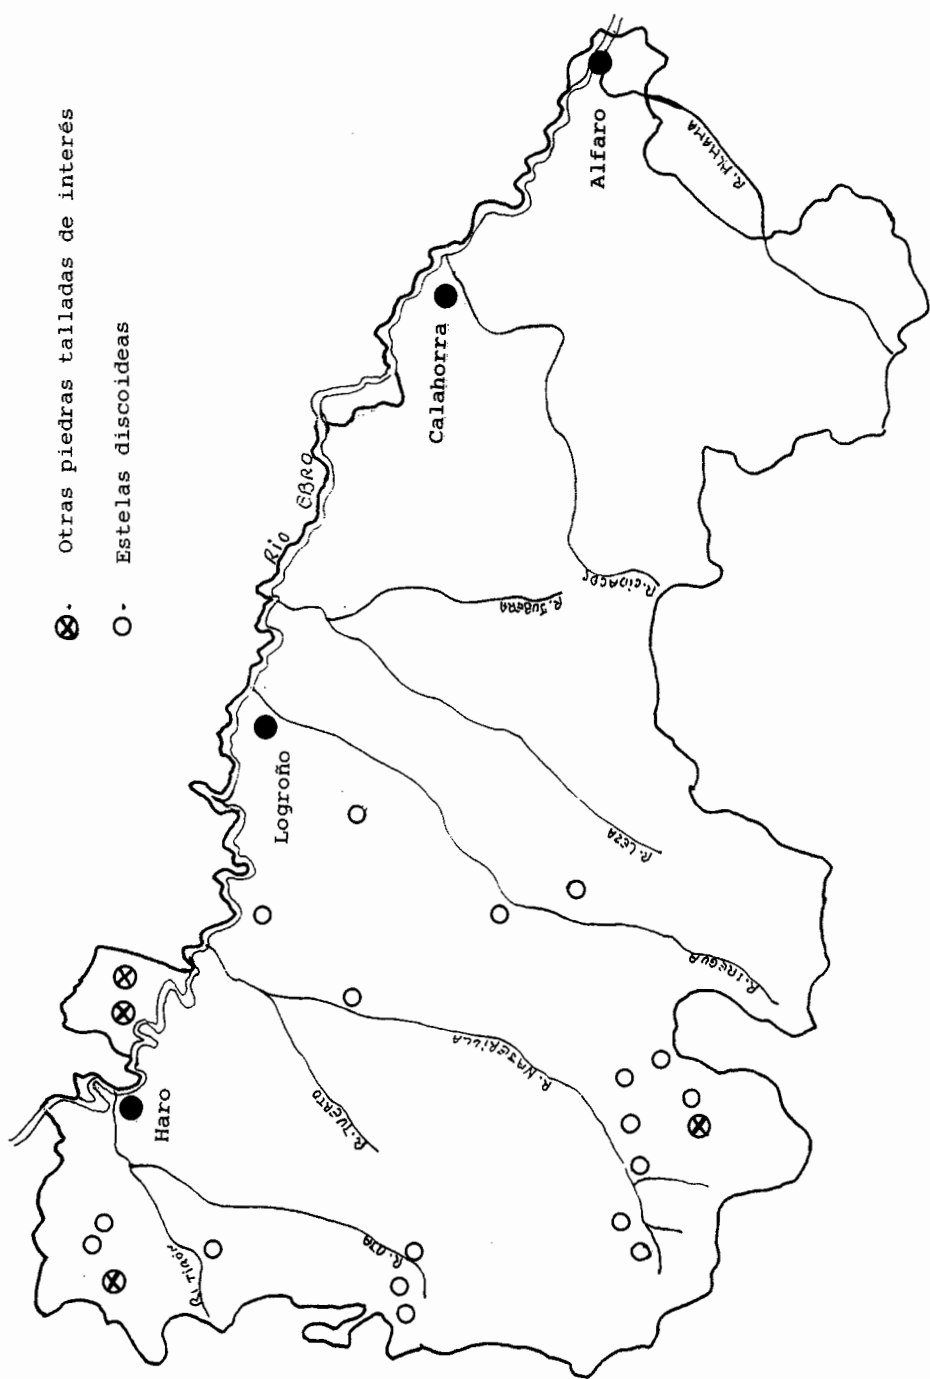 ⊗. Otras piedras talladas de interés
O. Estelas discoideas
Haro
Logroño
Calahorra
Alfaro
RIO EBRO
R. TIRÓN
R. OJA
R. TUERTO
R. NAJERILLA
R. IREGUA
R. LEZA
R. JUBERA
R. CIDACOS
R. ALHAMA